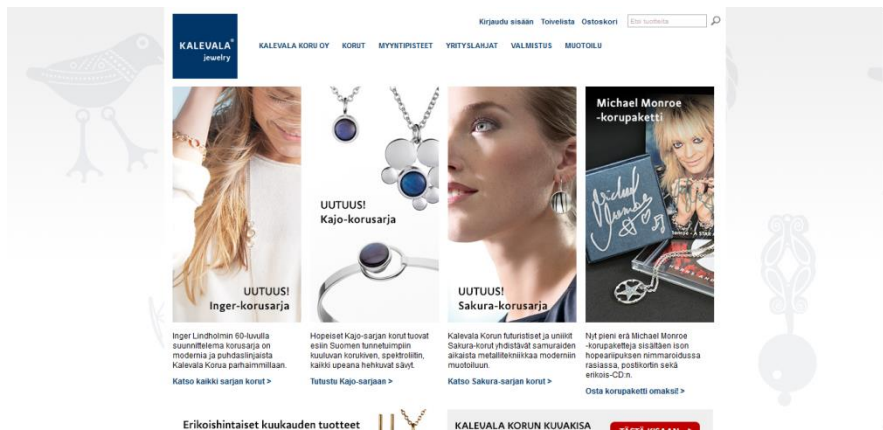 Kirjaudu sisään Toivelista Ostoskori Etsi tuotteita
KALEVALA
jewelry
KALEVALA KORU OY KORUT MYYNTIPISTEET YRITYSLAHJAT VALMISTUS MUOTOILU
UUTUUS!
Inger-korusarja
UUTUUS!
Kajo-korusarja
UUTUUS!
Sakura-korusarja
Michael Monroe
-korupaketti
Michael
Monroe
Inger Lindholmin 60-luvulla
suunnittelema korusarja on
modernia ja puhdaslinjaista
Kalevala Korua parhaimmillaan.
Katso kaikki sarjan korut >
Hopeiset Kajo-sarjan korut tuovat
esiin Suomen tunnetuimpiin
kuuluvan korukiven, spektroliitin,
kaikki upeana hehkuvat sävyt.
Tutustu Kajo-sarjaan >
Kalevala Korun futuristiset ja uniikit
Sakura-korut yhdistävät samuraiden
aikaista metallitekniikkaa moderniin
muotoiluun.
Katso Sakura-sarjan korut >
Nyt pieni erä Michael Monroe
-korupaketteja sisältäen ison
hopeariipuksen nimmaroidussa
rasiassa, postikortin sekä
erikois-CD:n.
Osta korupaketti omaksi! >
Erikoishintaiset kuukauden tuotteet
KALEVALA KORUN KUVAKISA
TÄSTÄ KISAAN >